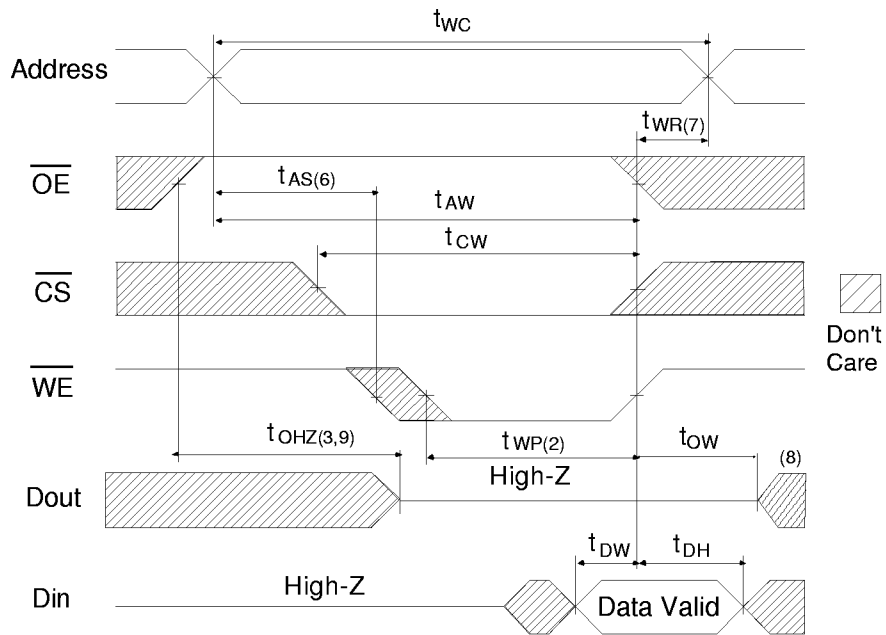 tWC
Address
tWR(7)
OE
tAS(6)
tAW
tCW
CS
Don't
Care
WE
tOHZ(3,9)
tWP(2)
tOW
(8)
High-Z
Dout
tDW
tDH
High-Z
Din
Data Valid